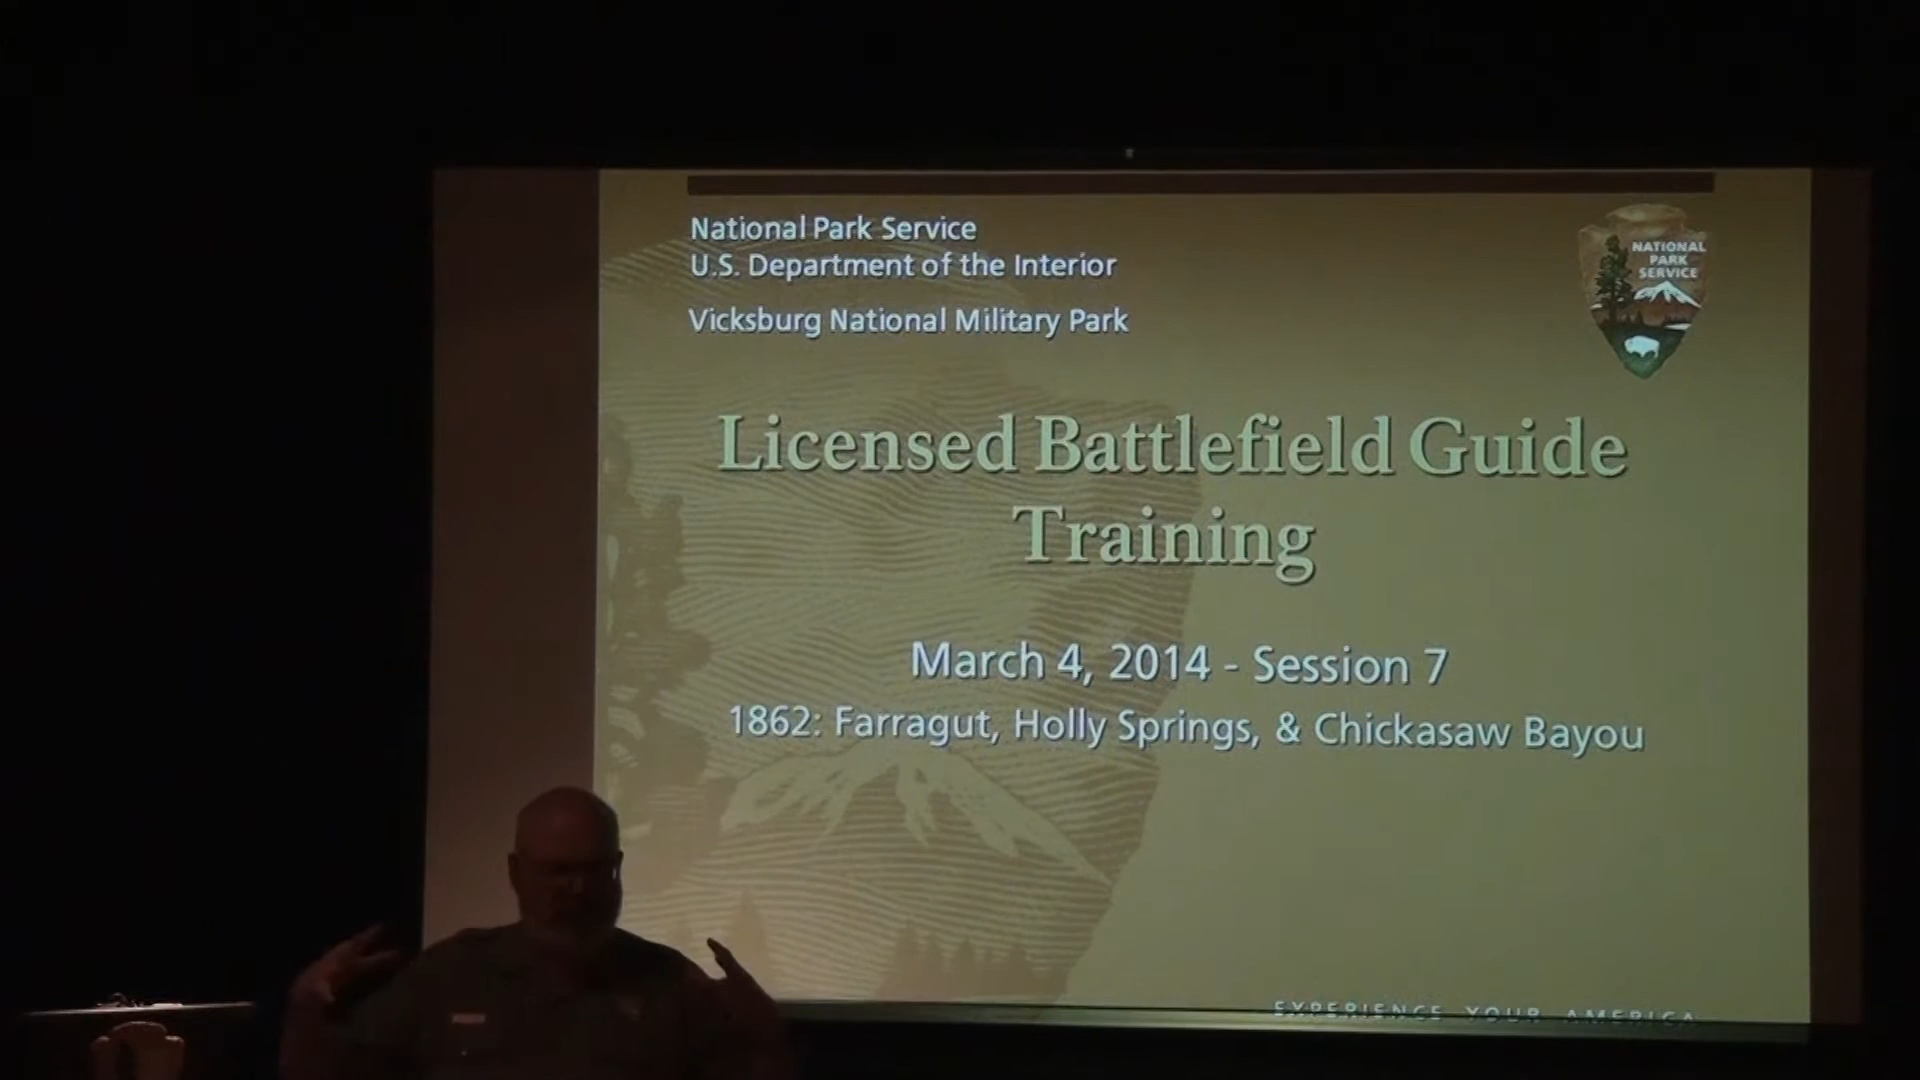 National Park Service
U.S. Department of the Interior
Vicksburg National Military Park
NATIONAL
PARK
SERVICE
Licensed Battlefield Guide
Training
March 4, 2014 - Session 7
1862: Farragut, Holly Springs, & Chickasaw Bayou
EXPERIENCE YOUR AMERICA